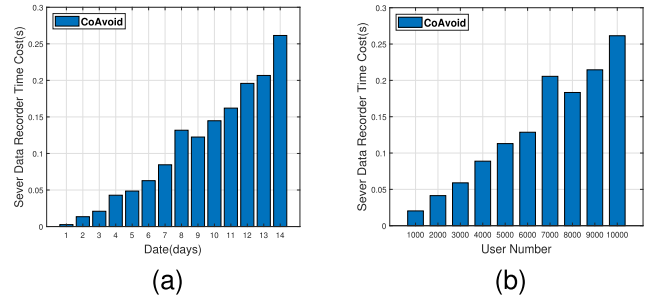 CoAvoid
Sever Data Recorder Time Cost(s)
0.3
0.25
0.2
0.15
0.1
0.05
0
1 2 3 4 5 6 7 8 9 10 11 12 13 14
Date(days)
(a)
CoAvoid
Sever Data Recorder Time Cost(s)
0.3
0.25
0.2
0.15
0.1
0.05
0
1000 2000 3000 4000 5000 6000 7000 8000 9000 10000
User Number
(b)